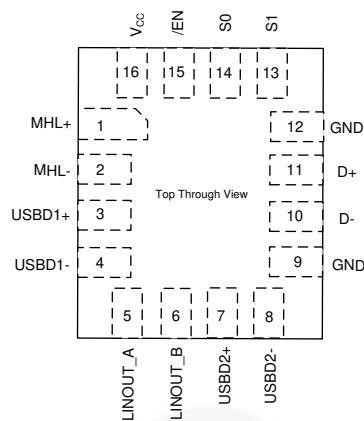 VCC
/EN
S0
S1
16
15
14
13
MHL+
1
12
GND
MHL-
2
11
D+
Top Through View
USBD1+
3
10
D-
USBD1-
4
9
GND
5
6
7
8
LINOUT_A
LINOUT_B
USBD2+
USBD2-